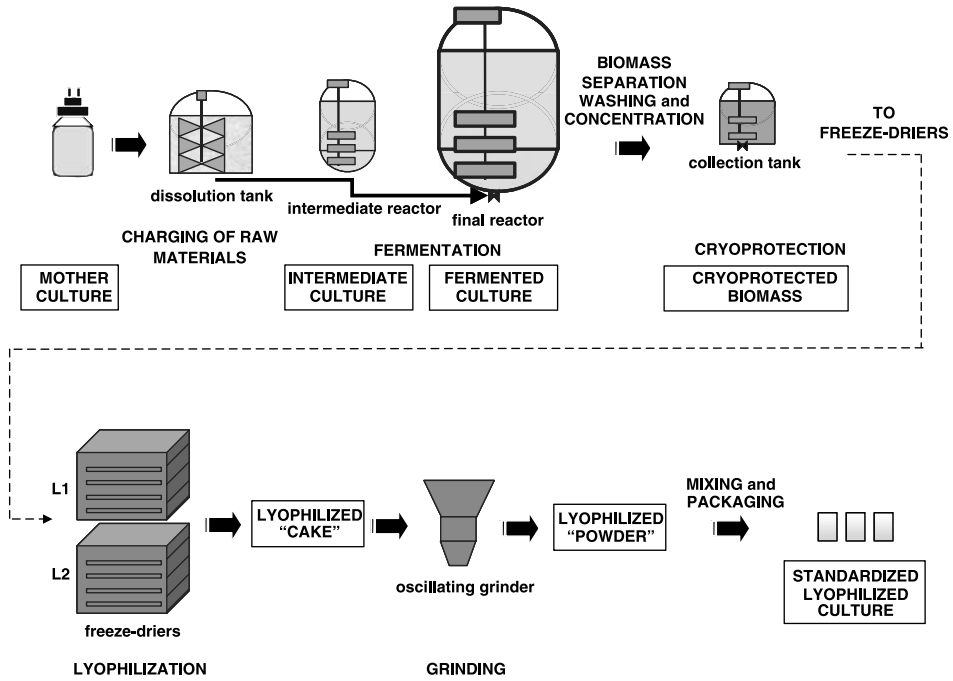 BIOMASS
SEPARATION
WASHING and
CONCENTRATION
TO
FREEZE-DRIERS
collection tank
dissolution tank
intermediate reactor
final reactor
CHARGING OF RAW
MATERIALS
FERMENTATION
CRYOPROTECTION
MOTHER
CULTURE
INTERMEDIATE
CULTURE
FERMENTED
CULTURE
CRYOPROTECTED
BIOMASS
L1
L2
freeze-driers
LYOPHILIZED
“CAKE”
oscillating grinder
LYOPHILIZED
“POWDER”
MIXING and
PACKAGING
STANDARDIZED
LYOPHILIZED
CULTURE
LYOPHILIZATION
GRINDING